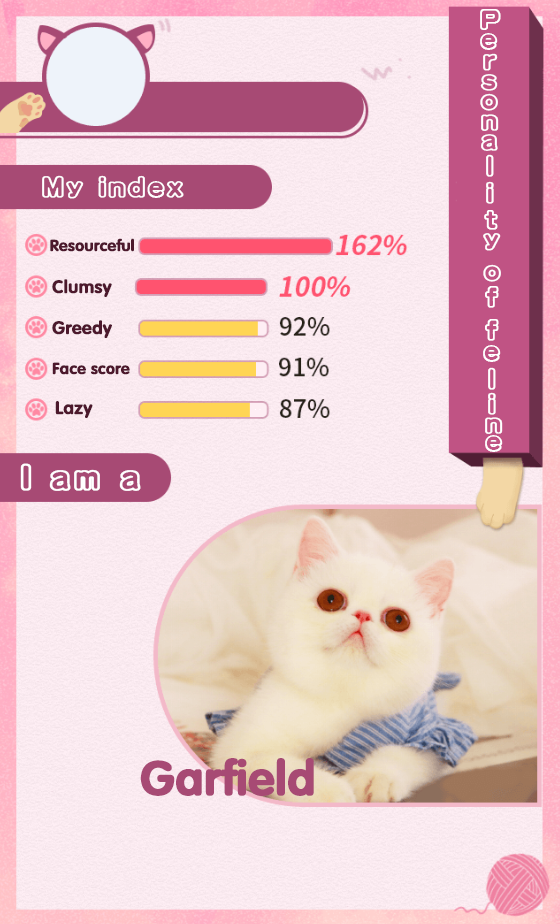 Personality of feline
My index
Resourceful 162%
Clumsy 100%
Greedy 92%
Face score 91%
Lazy 87%
I am a
Garfield